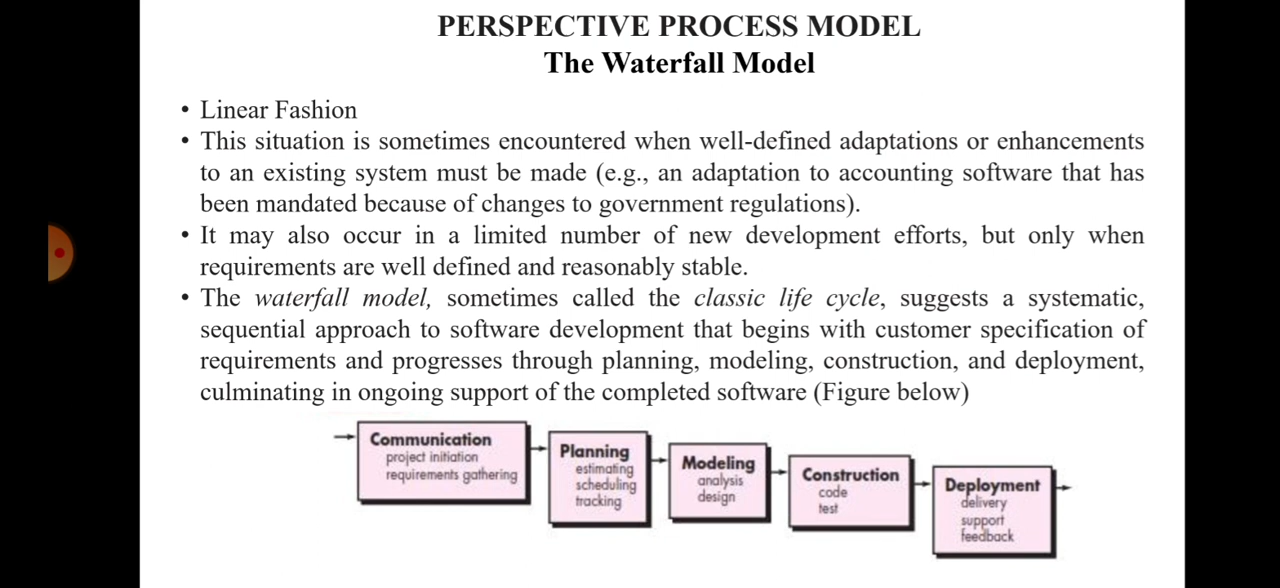 PERSPECTIVE PROCESS MODEL
The Waterfall Model
• Linear Fashion
• This situation is sometimes encountered when well-defined adaptations or enhancements
to an existing system must be made (e.g., an adaptation to accounting software that has
been mandated because of changes to government regulations).
• It may also occur in a limited number of new development efforts, but only when
requirements are well defined and reasonably stable.
• The waterfall model, sometimes called the classic life cycle, suggests a systematic,
sequential approach to software development that begins with customer specification of
requirements and progresses through planning, modeling, construction, and deployment,
culminating in ongoing support of the completed software (Figure below)
Communication
project initiation
requirements gathering
Planning
estimating
scheduling
tracking
Modeling
analysis
design
Construction
code
test
Deployment
delivery
support
feedback